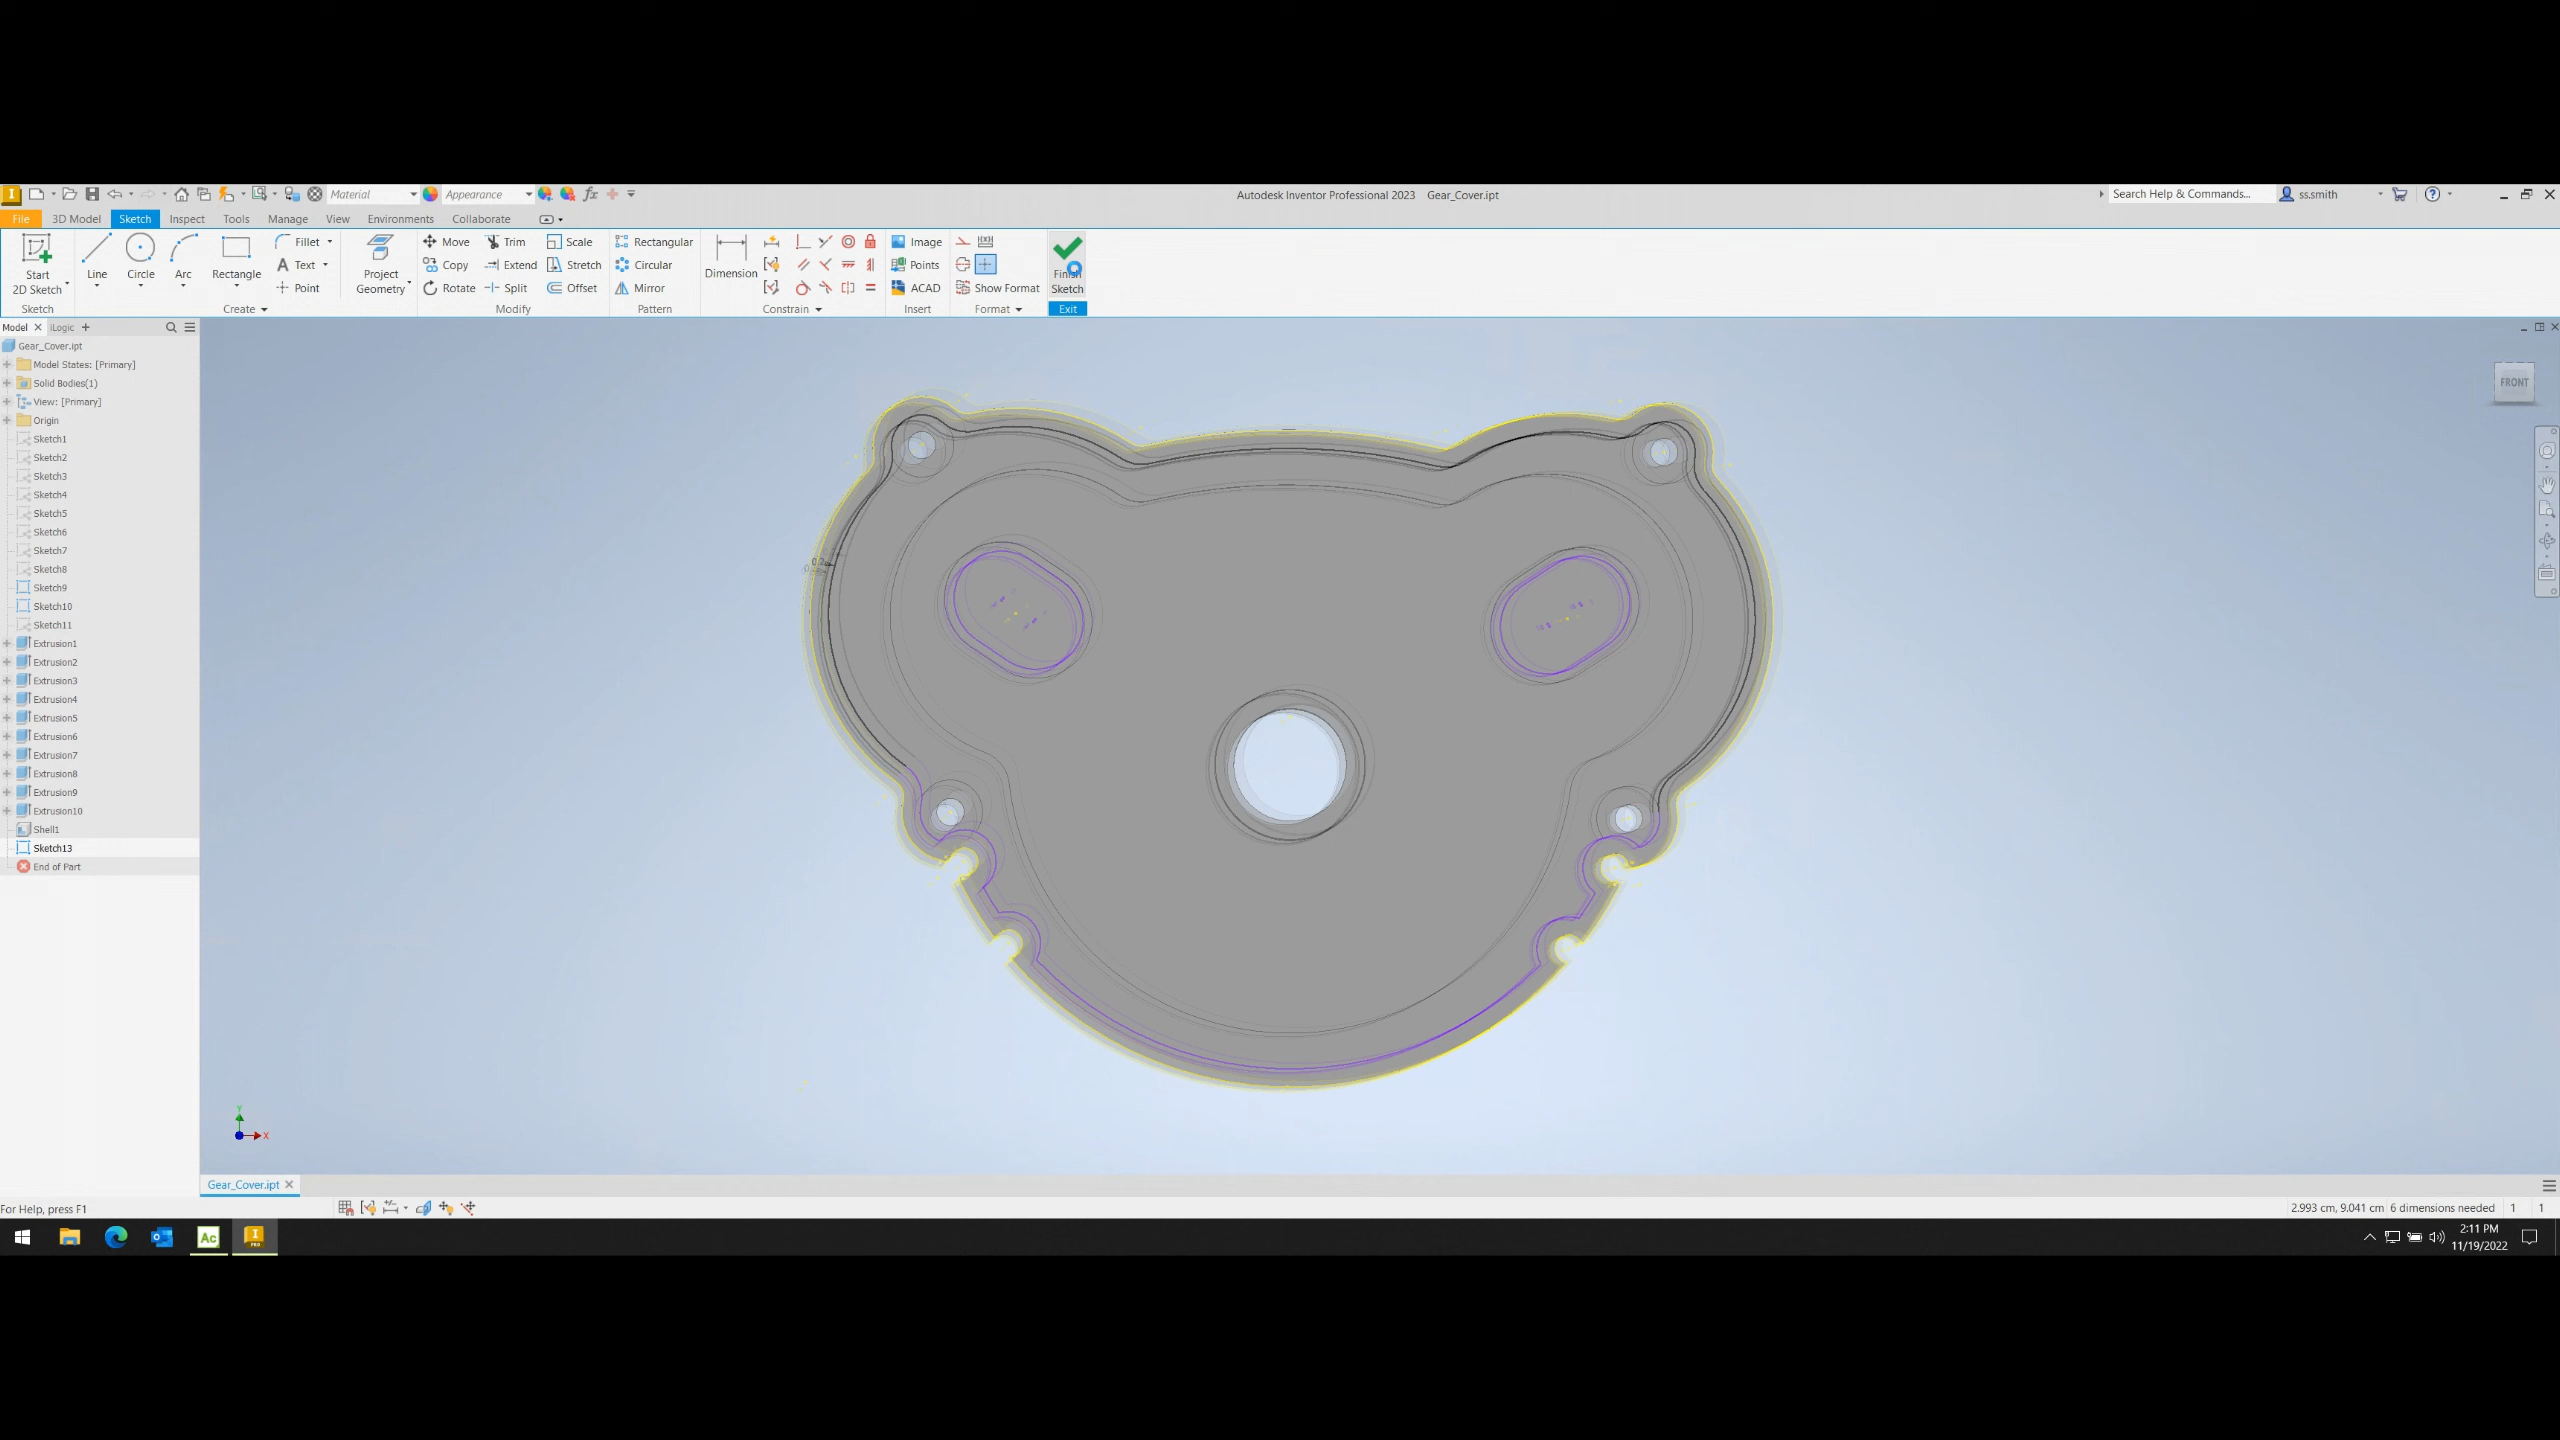 Material
Appearance
fx
Autodesk Inventor Professional 2023 Gear_Cover.ipt
Search Help & Commands...
ss.smith
File 3D Model Sketch Inspect Tools Manage View Environments Collaborate
Start 2D Sketch
Line
Circle
Arc
Rectangle
Fillet
Text
Point
Project Geometry
Move
Copy
Rotate
Trim
Extend
Split
Scale
Stretch
Offset
Rectangular
Circular
Mirror
Dimension
Image
Points
ACAD
Show Format
Finish Sketch
Sketch Create Modify Pattern Constrain Insert Format Exit
Model iLogic
Gear_Cover.ipt
Model States: [Primary]
Solid Bodies(1)
View: [Primary]
Origin
Sketch1
Sketch2
Sketch3
Sketch4
Sketch5
Sketch6
Sketch7
Sketch8
Sketch9
Sketch10
Sketch11
Extrusion1
Extrusion2
Extrusion3
Extrusion4
Extrusion5
Extrusion6
Extrusion7
Extrusion8
Extrusion9
Extrusion10
Shell1
Sketch13
End of Part
FRONT
Y
X
Gear_Cover.ipt
For Help, press F1
2.993 cm, 9.041 cm 6 dimensions needed 1 1
Ac
I
PRO
2:11 PM
11/19/2022